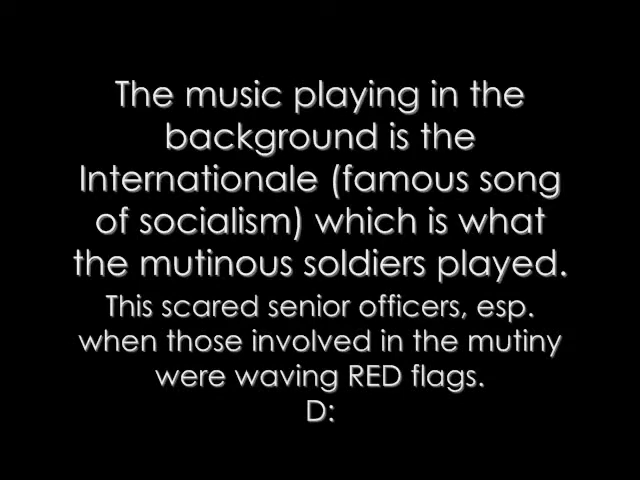 The music playing in the
background is the
Internationale (famous song
of socialism) which is what
the mutinous soldiers played.
This scared senior officers, esp.
when those involved in the mutiny
were waving RED flags.
D: